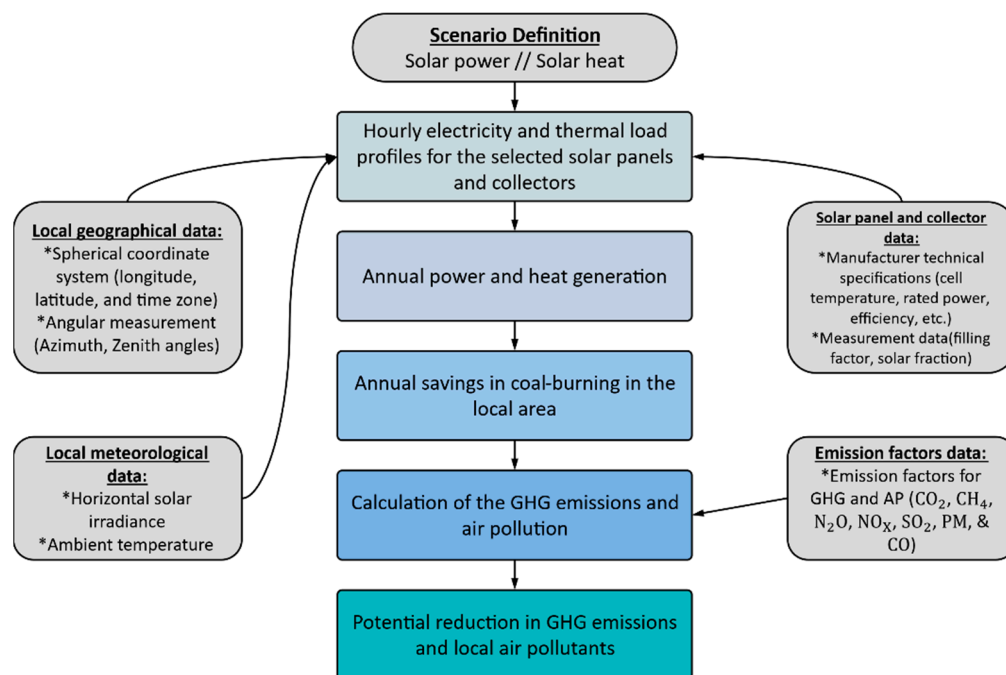 Scenario Definition
Solar power // Solar heat
Hourly electricity and thermal load
profiles for the selected solar panels
and collectors
Local geographical data:
*Spherical coordinate
system (longitude,
latitude, and time zone)
*Angular measurement
(Azimuth, Zenith angles)
Solar panel and collector
data:
*Manufacturer technical
specifications (cell
temperature, rated power,
efficiency, etc.)
*Measurement data(filling
factor, solar fraction)
Annual power and heat generation
Annual savings in coal-burning in the
local area
Local meteorological
data:
*Horizontal solar
irradiance
*Ambient temperature
Calculation of the GHG emissions and
air pollution
Emission factors data:
*Emission factors for
GHG and AP (CO₂, CH₄,
N₂O, NOₓ, SO₂, PM, &
CO)
Potential reduction in GHG emissions
and local air pollutants